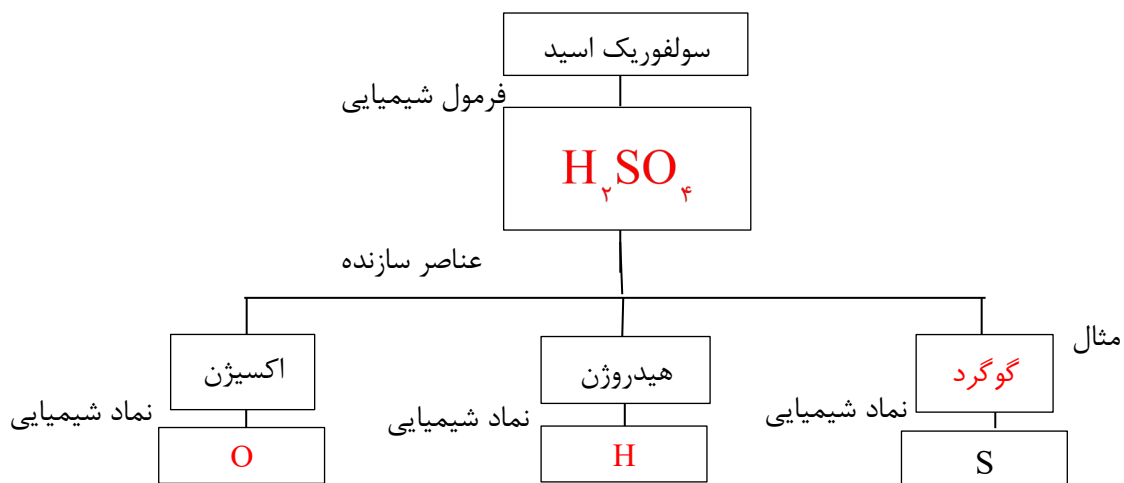 سولفوریک اسید
فرمول شیمیایی
H۲SO۴
عناصر سازنده
مثال
گوگرد
هیدروژن
اکسیژن
نماد شیمیایی
نماد شیمیایی
نماد شیمیایی
S
H
O